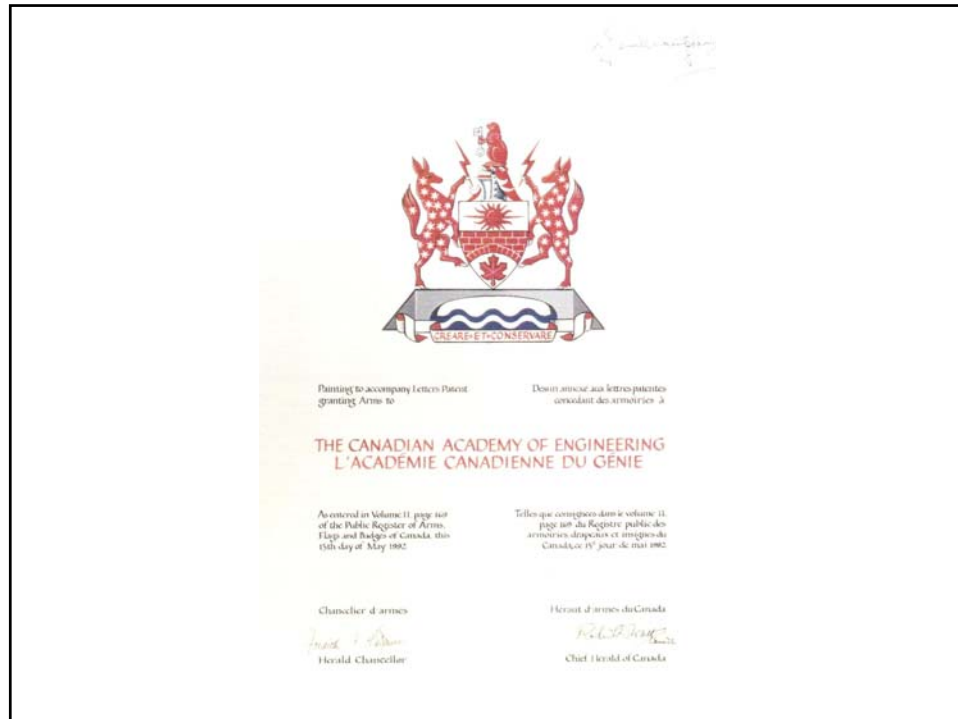 CREARE·ET·CONSERVARE
Painting to accompany Letters Patent
granting Arms to
Dessin annexé aux lettres patentes
concédant des armoiries à
THE CANADIAN ACADEMY OF ENGINEERING
L'ACADÉMIE CANADIENNE DU GÉNIE
As entered in Volume II, page
of the Public Register of Arms,
Flags and Badges of Canada, this
15th day of May 1992
Telles que consignées dans le volume II,
page du Registre public des
armoiries, drapeaux et insignes du
Canada, ce 15e jour de mai 1992
Chancelier d'armes
Herald Chancellor
Héraut d'armes du Canada
Chief Herald of Canada